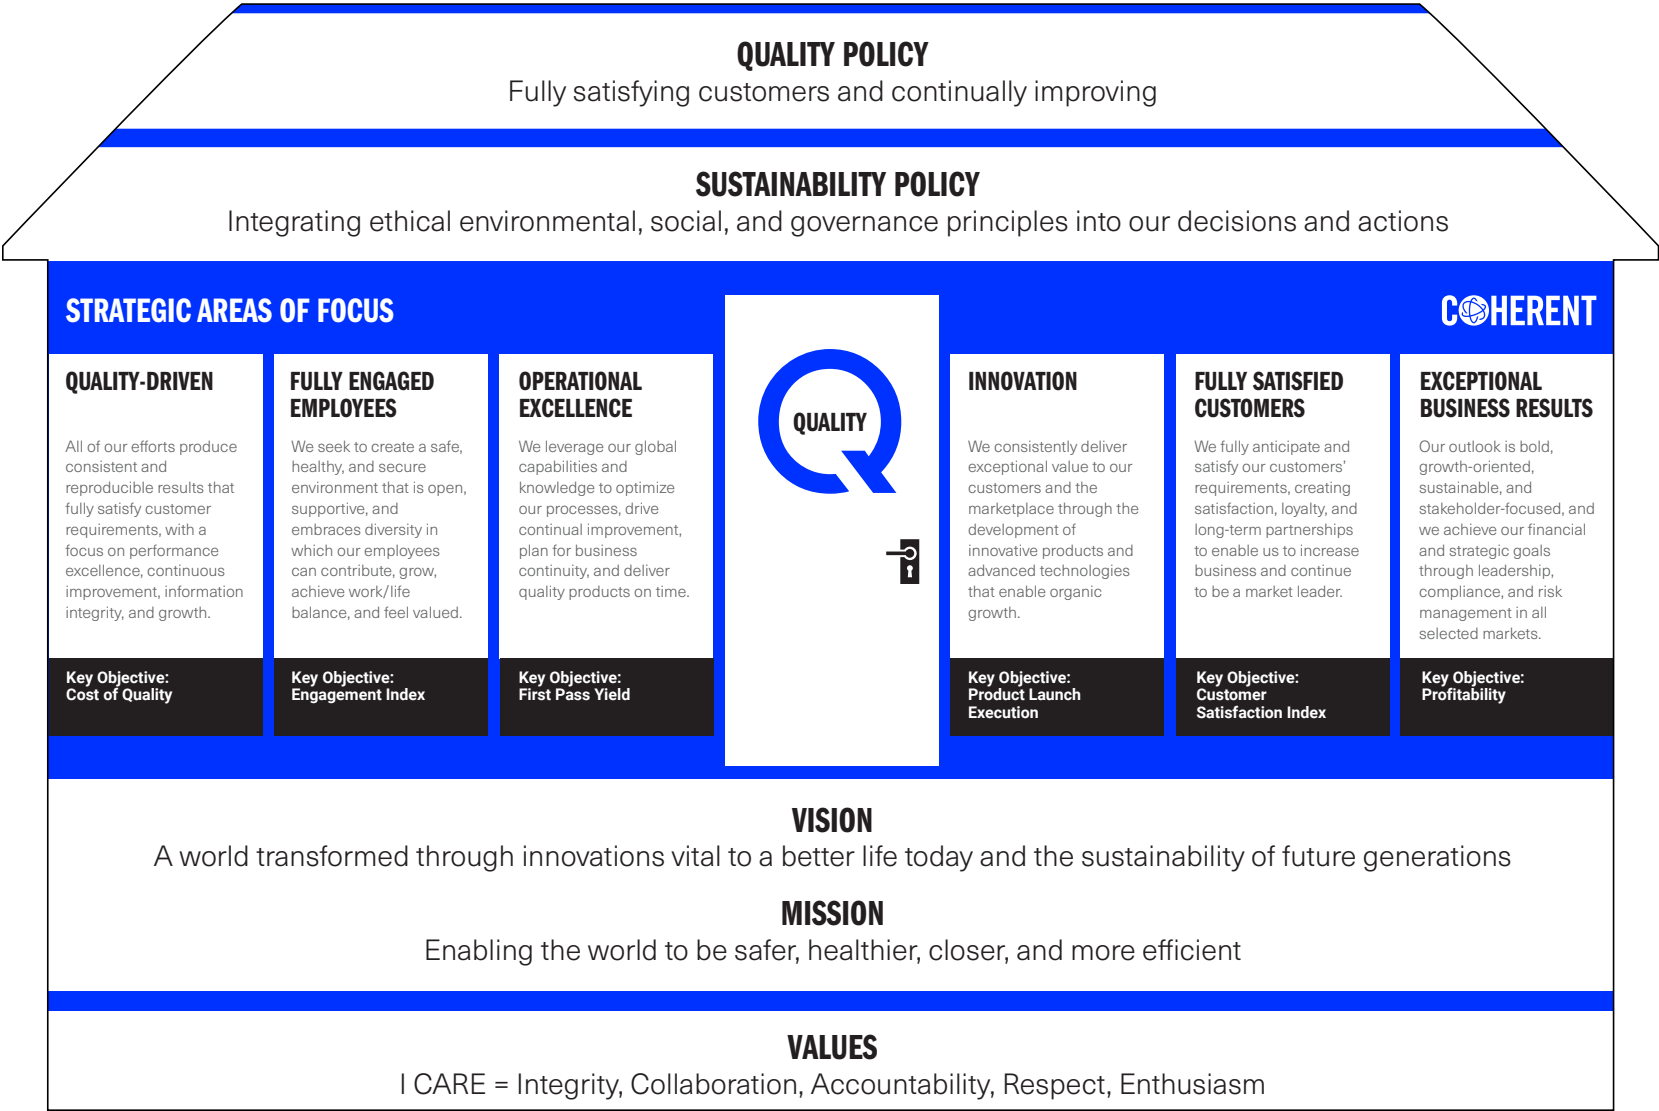 QUALITY POLICY
Fully satisfying customers and continually improving
SUSTAINABILITY POLICY
Integrating ethical environmental, social, and governance principles into our decisions and actions
STRATEGIC AREAS OF FOCUS
COHERENT
QUALITY-DRIVEN
All of our efforts produce
consistent and
reproducible results that
fully satisfy customer
requirements, with a
focus on performance
excellence, continuous
improvement, information
integrity, and growth.
Key Objective:
Cost of Quality
FULLY ENGAGED
EMPLOYEES
We seek to create a safe,
healthy, and secure
environment that is open,
supportive, and
embraces diversity in
which our employees
can contribute, grow,
achieve work/life
balance, and feel valued.
Key Objective:
Engagement Index
OPERATIONAL
EXCELLENCE
We leverage our global
capabilities and
knowledge to optimize
our processes, drive
continual improvement,
plan for business
continuity, and deliver
quality products on time.
Key Objective:
First Pass Yield
QUALITY
INNOVATION
We consistently deliver
exceptional value to our
customers and the
marketplace through the
development of
innovative products and
advanced technologies
that enable organic
growth.
Key Objective:
Product Launch
Execution
FULLY SATISFIED
CUSTOMERS
We fully anticipate and
satisfy our customers'
requirements, creating
satisfaction, loyalty, and
long-term partnerships
to enable us to increase
business and continue
to be a market leader.
Key Objective:
Customer
Satisfaction Index
EXCEPTIONAL
BUSINESS RESULTS
Our outlook is bold,
growth-oriented,
sustainable, and
stakeholder-focused, and
we achieve our financial
and strategic goals
through leadership,
compliance, and risk
management in all
selected markets.
Key Objective:
Profitability
VISION
A world transformed through innovations vital to a better life today and the sustainability of future generations
MISSION
Enabling the world to be safer, healthier, closer, and more efficient
VALUES
I CARE = Integrity, Collaboration, Accountability, Respect, Enthusiasm